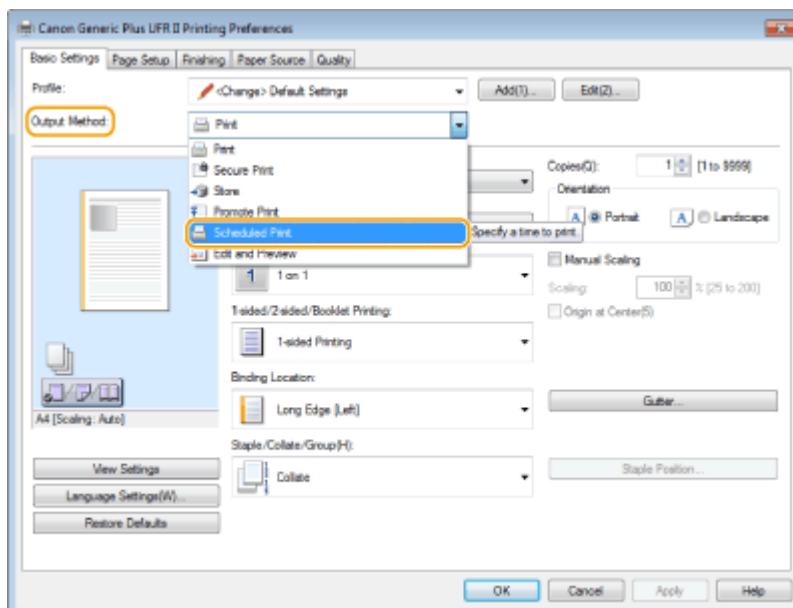 Canon Generic Plus UFR II Printing Preferences
Basic Settings Page Setup Finishing Paper Source Quality
Profile: <Change> Default Settings Add(1)... Edit(2)...
Output Method: Print
Print
Secure Print
Store
Promote Print
Scheduled Print
Specify a time to print.
Edit and Preview
Copies(Q): 1 [1 to 9999]
Orientation
A Portrait A Landscape
1 1 on 1
Manual Scaling
Scaling: 100 % [25 to 200]
1-sided/2-sided/Booklet Printing:
Origin at Center(5)
1-sided Printing
Binding Location:
Long Edge [Left]
Gutter...
A4 [Scaling: Auto]
Staple/Collate/Group(H):
Collate
Staple Position...
View Settings
Language Settings(W)...
Restore Defaults
OK Cancel Apply Help